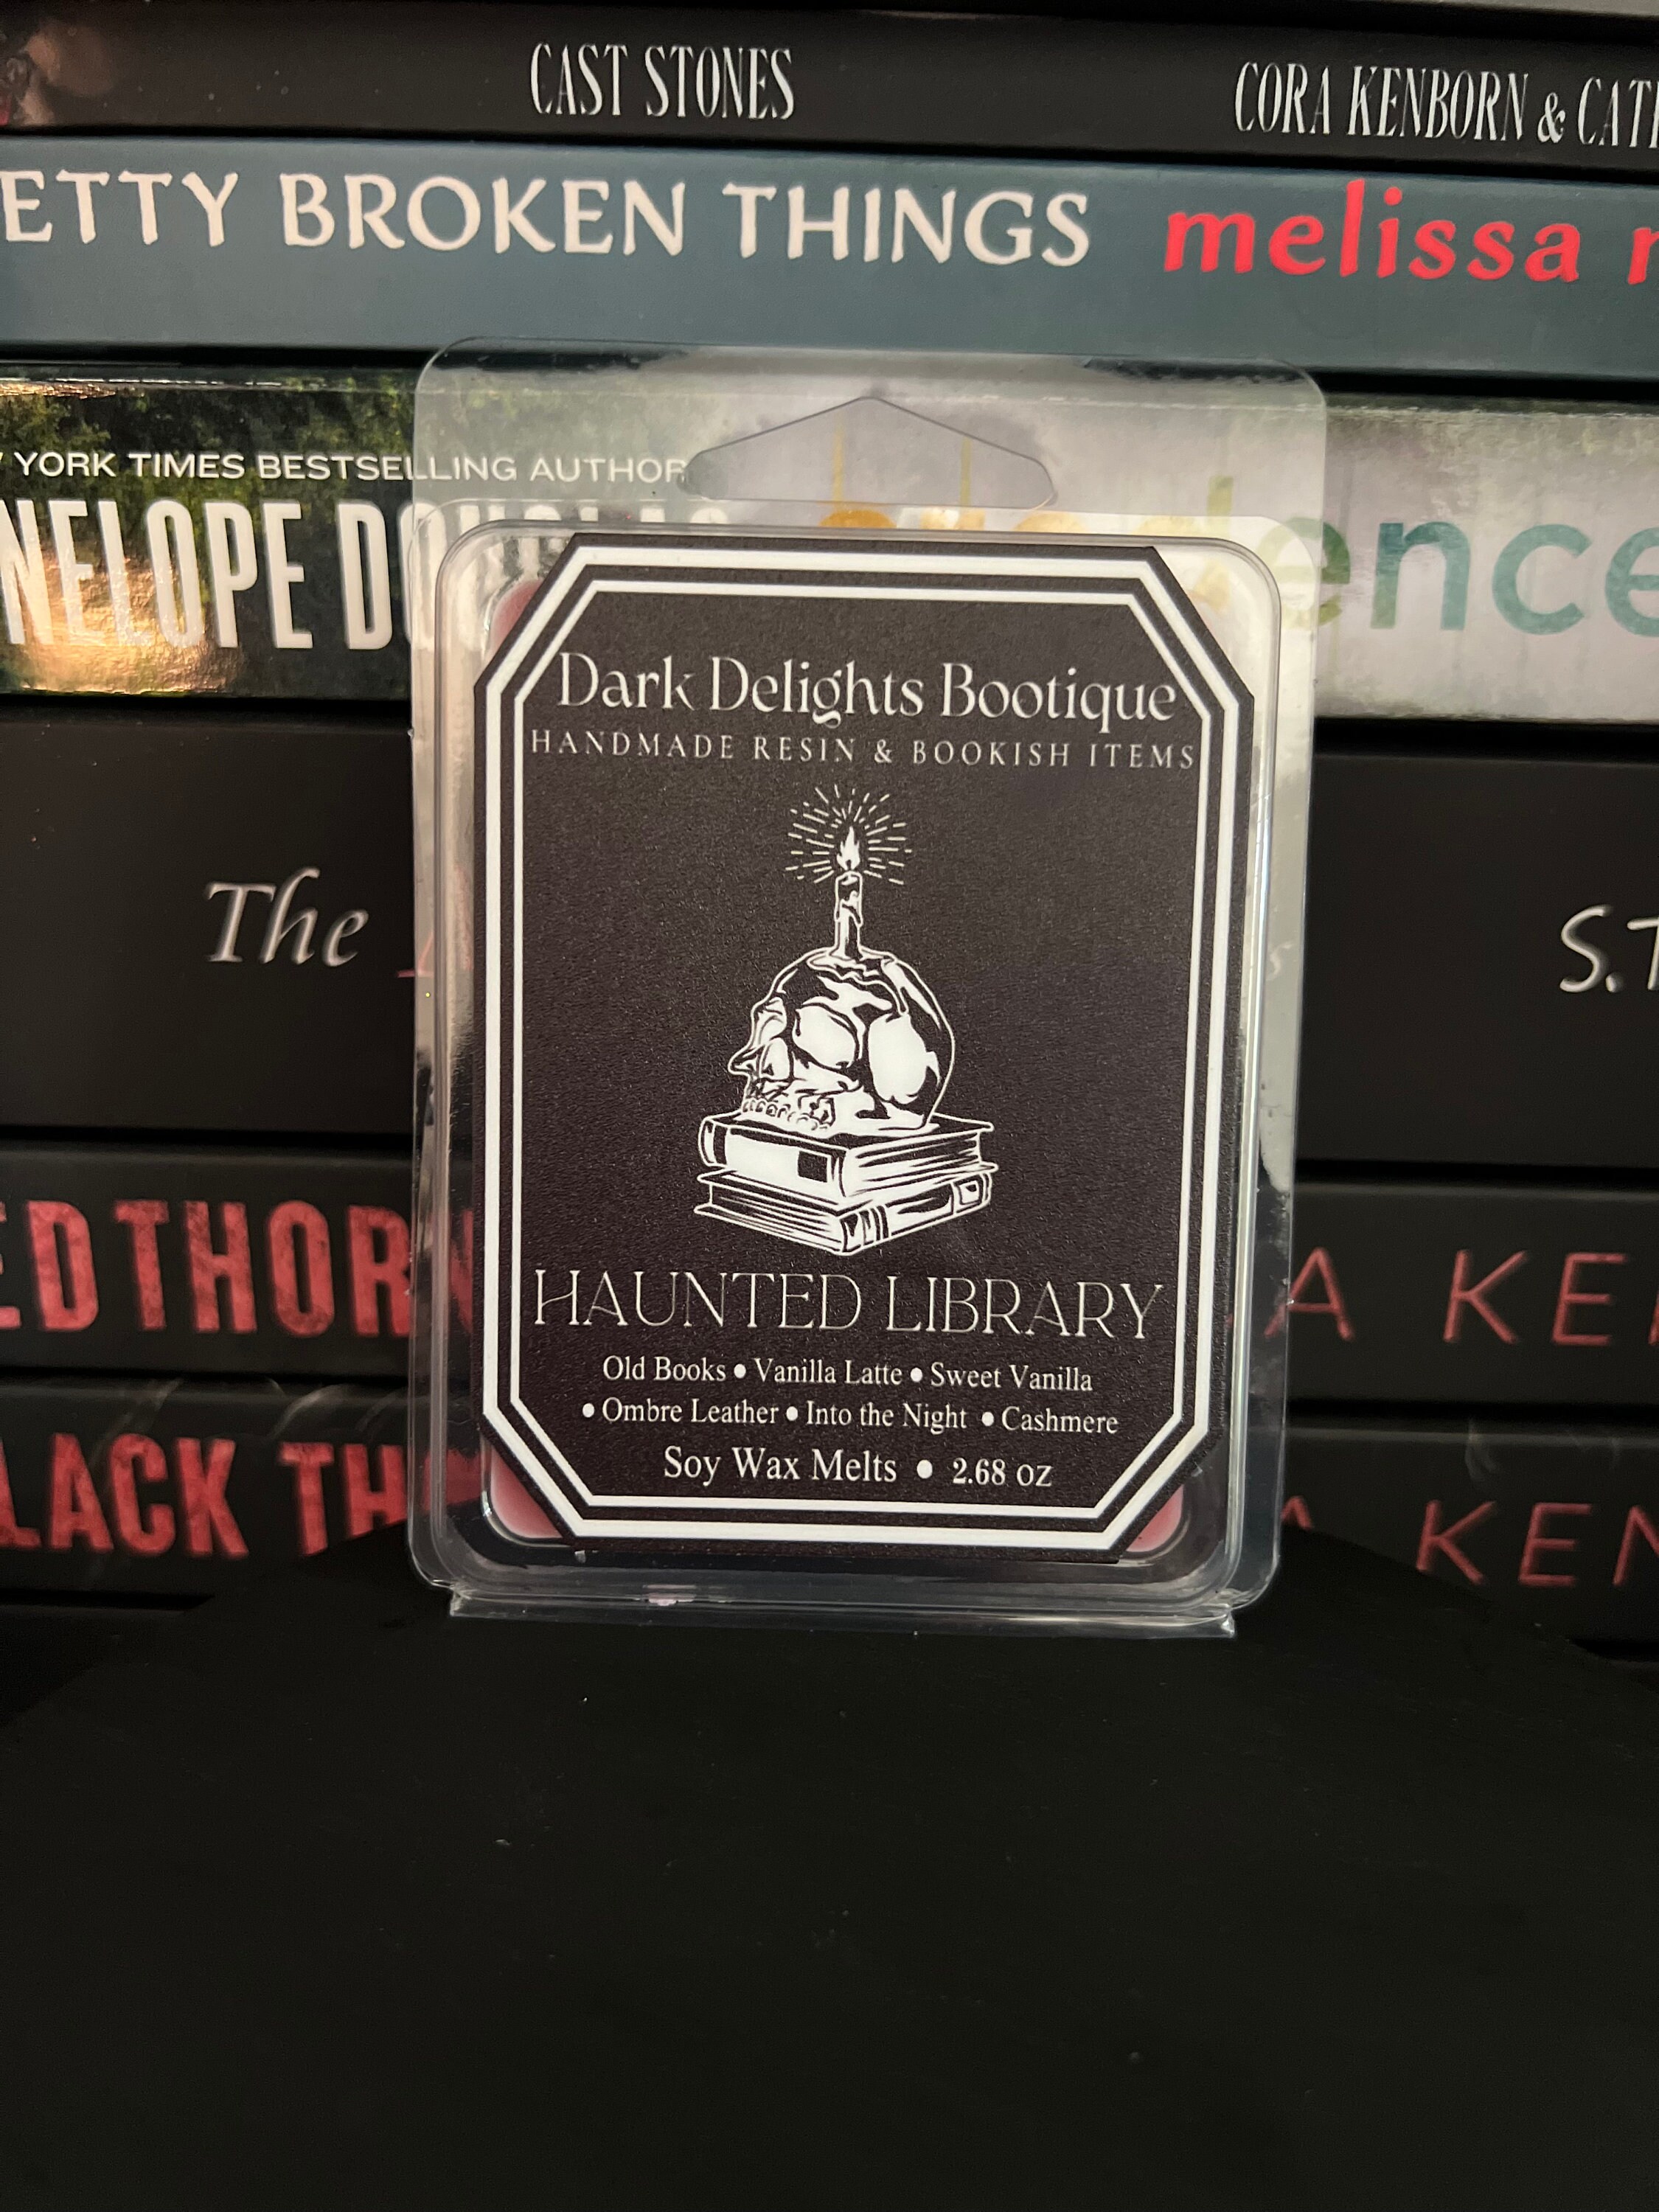 CAST STONES CORA KENBORN &
ETTY BROKEN THINGS melissa
YORK TIMES BESTSELLING AUTHOR
NELOPE
ence
Dark Delights Bootique
HANDMADE RESIN & BOOKISH ITEMS
The S.T
HAUNTED LIBRARY
Old Books • Vanilla Latte • Sweet Vanilla
• Ombre Leather • Into the Night • Cashmere
Soy Wax Melts • 2.68 oz
ED THOR A KE
LACK TH A KEN